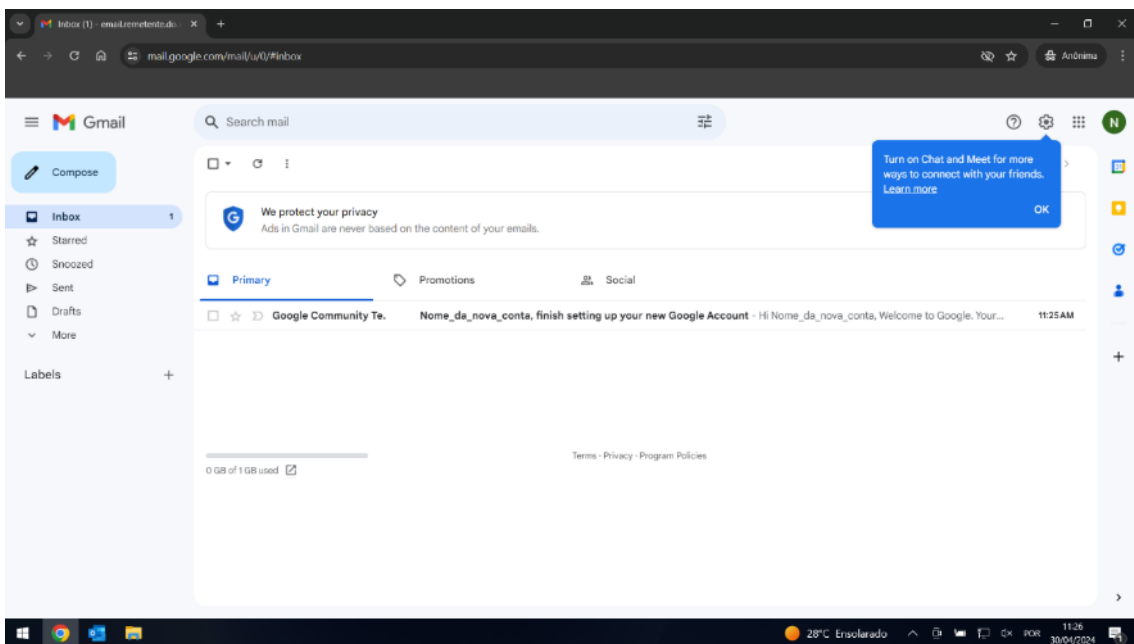 Inbox (1) - email.remetente.do.
mail.google.com/mail/u/0/#inbox
Anônima
Gmail
Search mail
N
Compose
Turn on Chat and Meet for more
ways to connect with your friends.
Learn more
OK
Inbox 1
Starred
Snoozed
Sent
Drafts
More
Labels
G
We protect your privacy
Ads in Gmail are never based on the content of your emails.
Primary
Promotions
Social
Google Community Te. Nome_da_nova_conta, finish setting up your new Google Account - Hi Nome_da_nova_conta, Welcome to Google. Your... 11:25 AM
0 GB of 1 GB used
Terms · Privacy · Program Policies
28°C Ensolarado
POR
11:26
30/04/2024